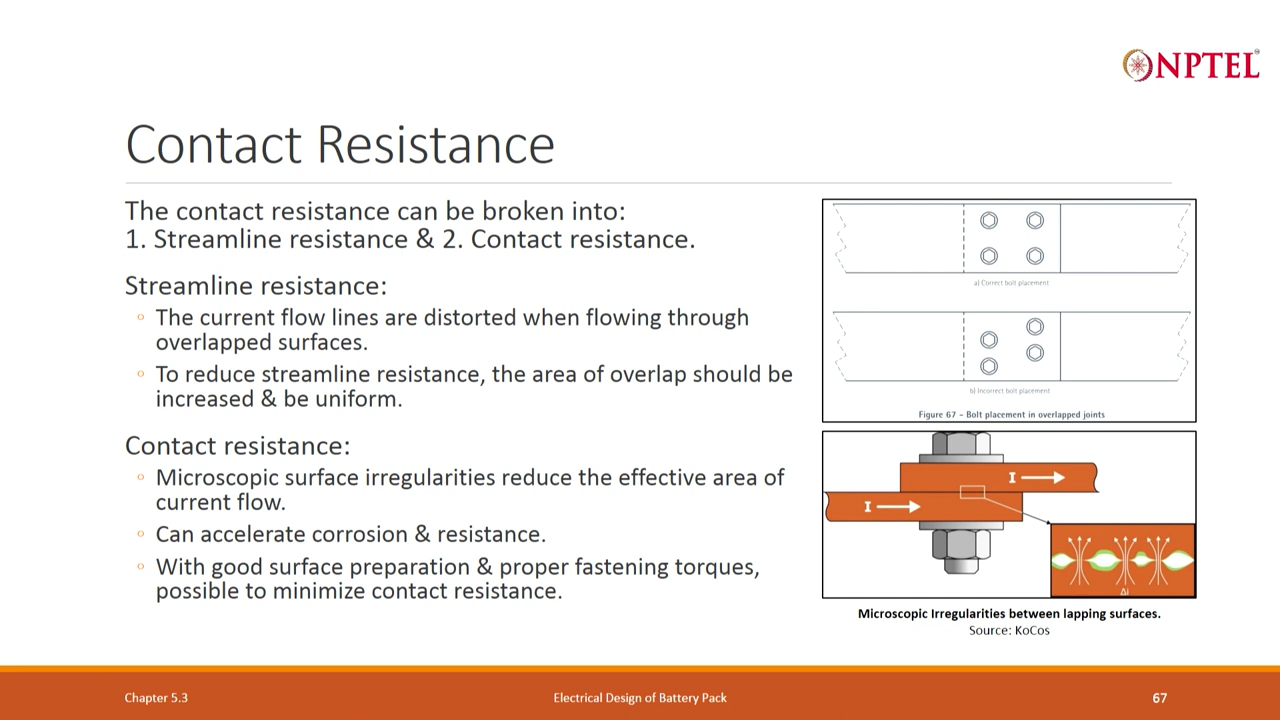 NPTEL
Contact Resistance
The contact resistance can be broken into:
1. Streamline resistance & 2. Contact resistance.
Streamline resistance:
◦ The current flow lines are distorted when flowing through
overlapped surfaces.
◦ To reduce streamline resistance, the area of overlap should be
increased & be uniform.
Contact resistance:
◦ Microscopic surface irregularities reduce the effective area of
current flow.
◦ Can accelerate corrosion & resistance.
◦ With good surface preparation & proper fastening torques,
possible to minimize contact resistance.
a) Correct bolt placement
b) Incorrect bolt placement
Figure 67 - Bolt placement in overlapped joints
I
I
Δi
Microscopic Irregularities between lapping surfaces.
Source: KoCos
Chapter 5.3
Electrical Design of Battery Pack
67